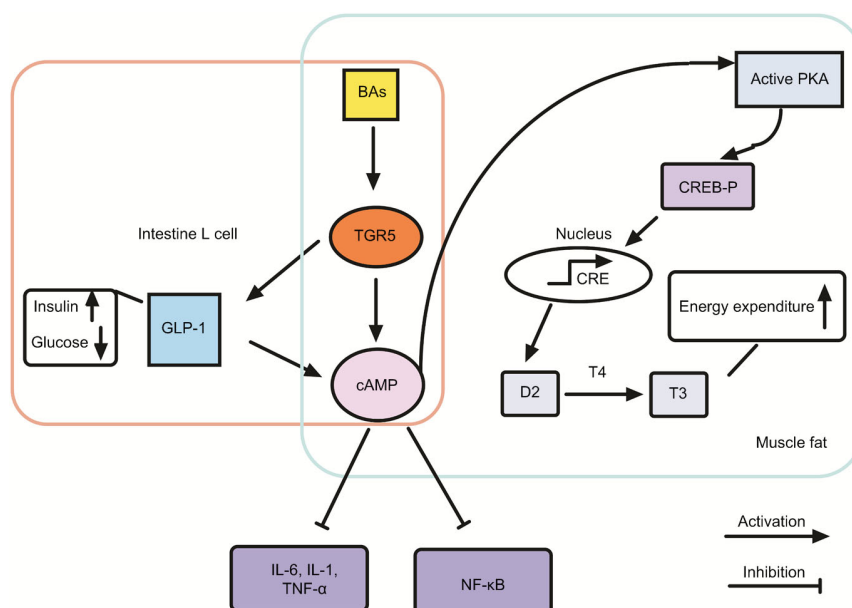 BAs
Active PKA
CREB-P
Intestine L cell
TGR5
Nucleus
CRE
Insulin
Glucose
GLP-1
Energy expenditure
cAMP
D2
T4
T3
Muscle fat
IL-6, IL-1,
TNF-α
NF-κB
Activation
Inhibition